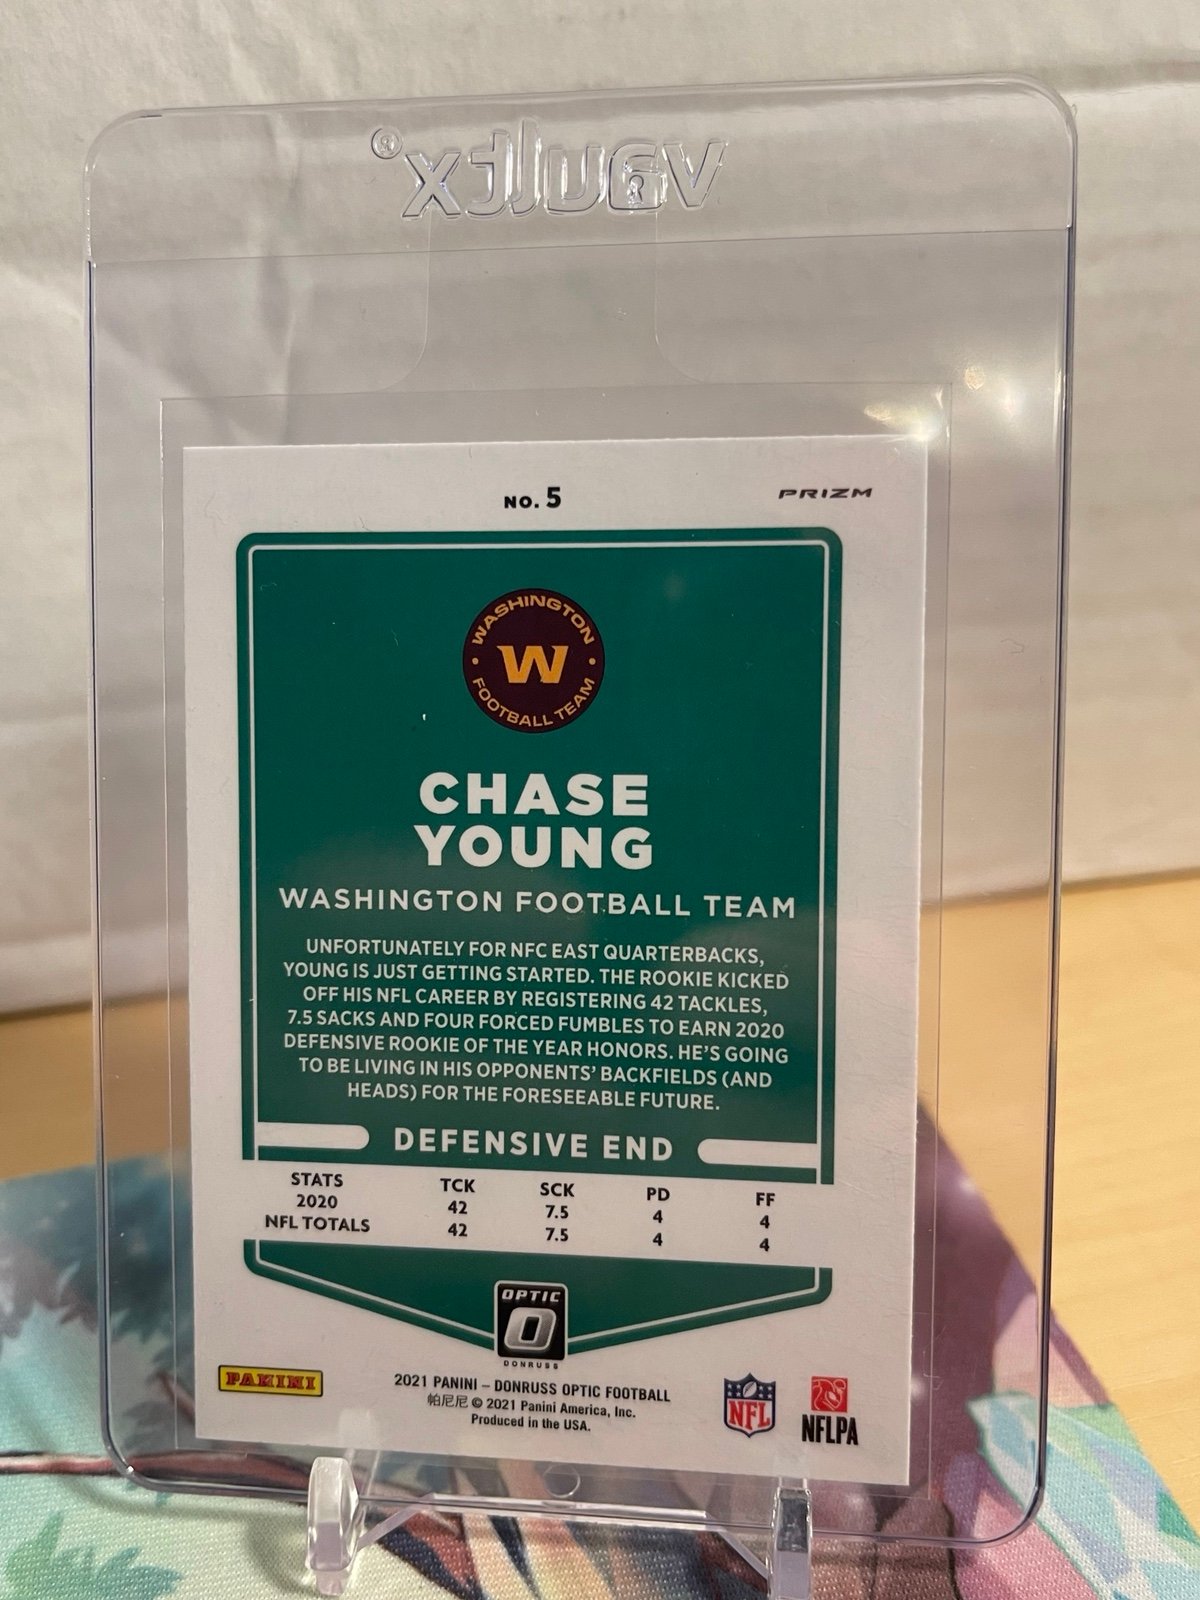 vaultx®
NO. 5
PRIZM
WASHINGTON
W
FOOTBALL TEAM
CHASE
YOUNG
WASHINGTON FOOTBALL TEAM
UNFORTUNATELY FOR NFC EAST QUARTERBACKS,
YOUNG IS JUST GETTING STARTED. THE ROOKIE KICKED
OFF HIS NFL CAREER BY REGISTERING 42 TACKLES,
7.5 SACKS AND FOUR FORCED FUMBLES TO EARN 2020
DEFENSIVE ROOKIE OF THE YEAR HONORS. HE'S GOING
TO BE LIVING IN HIS OPPONENTS' BACKFIELDS (AND
HEADS) FOR THE FORESEEABLE FUTURE.
DEFENSIVE END
STATS TCK SCK PD FF
2020 42 7.5 4 4
NFL TOTALS 42 7.5 4 4
OPTIC
O
DONRUSS
PANINI
2021 PANINI – DONRUSS OPTIC FOOTBALL
帕尼尼 © 2021 Panini America, Inc.
Produced in the USA.
NFL
NFLPA